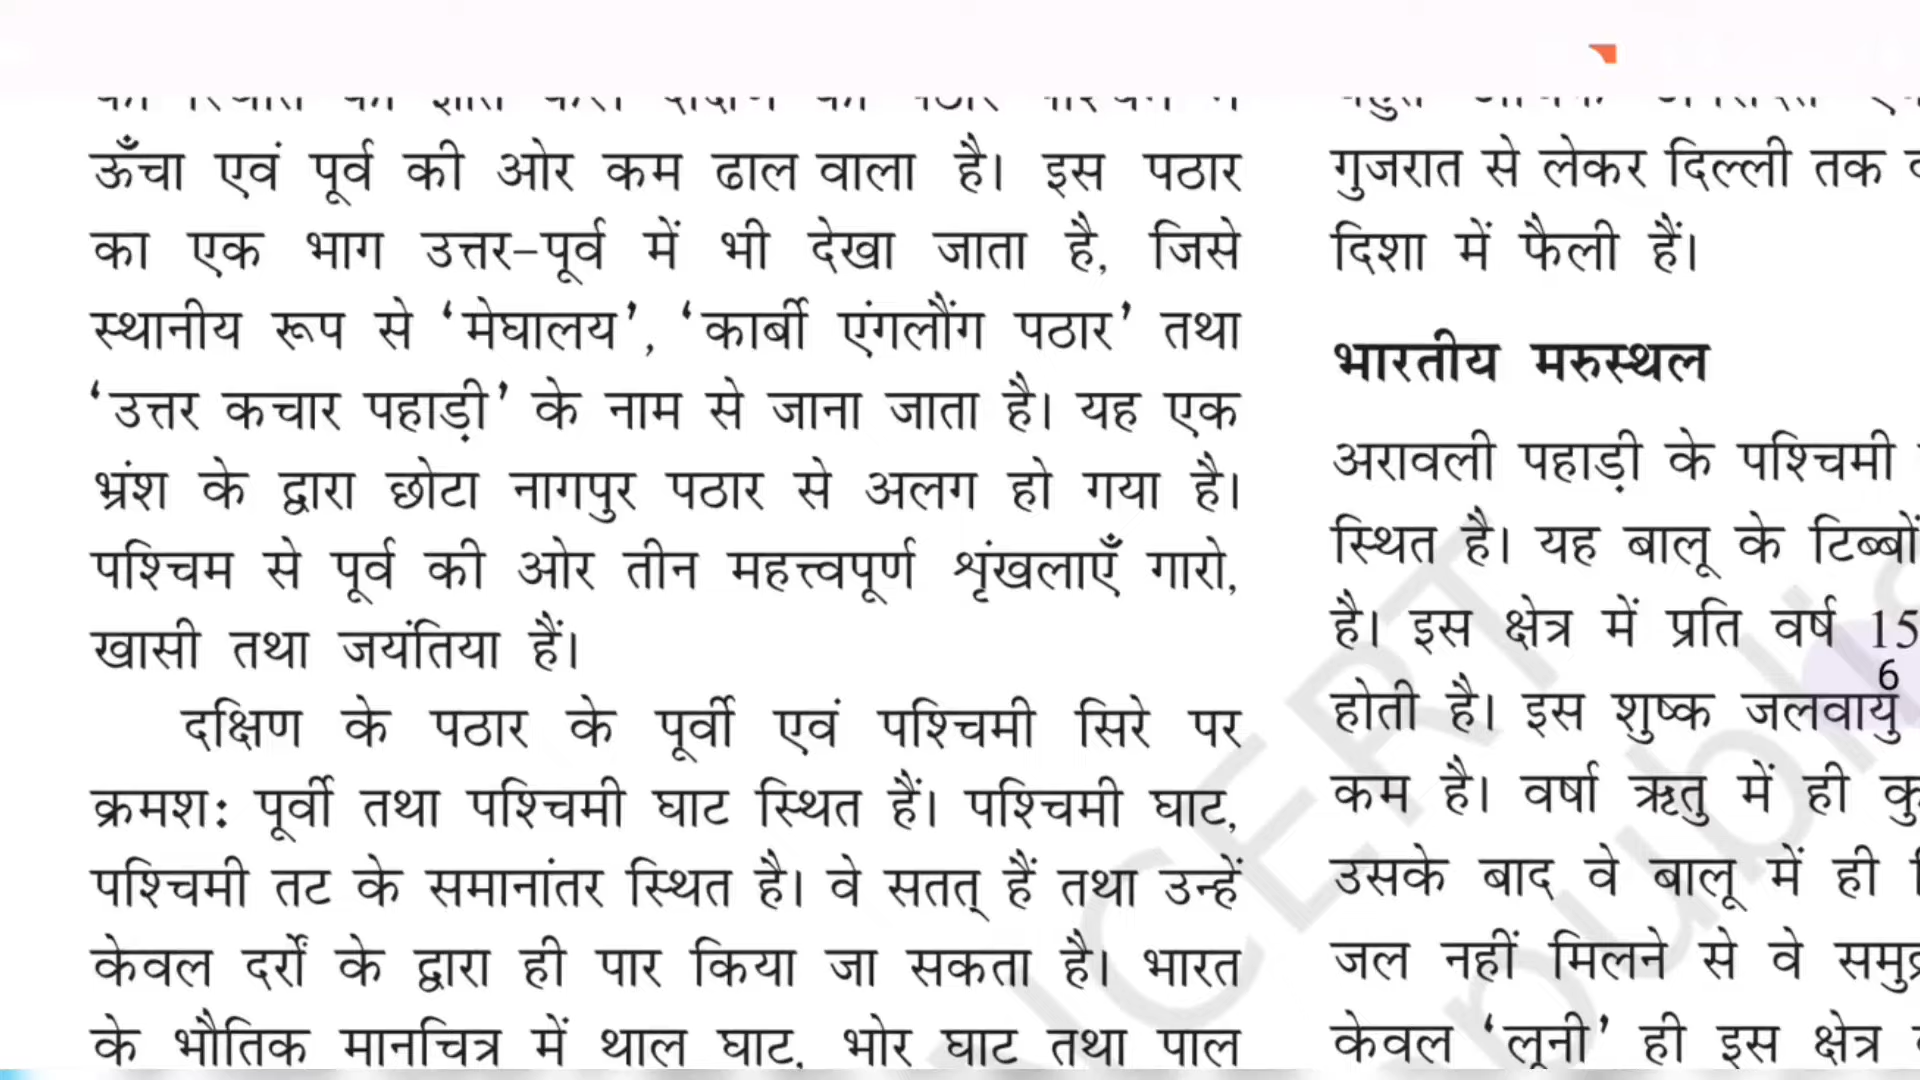 ऊँचा एवं पूर्व की ओर कम ढाल वाला है। इस पठार
का एक भाग उत्तर–पूर्व में भी देखा जाता है, जिसे
स्थानीय रूप से ‘मेघालय’, ‘कार्बी एंगलौंग पठार’ तथा
‘उत्तर कचार पहाड़ी’ के नाम से जाना जाता है। यह एक
भ्रंश के द्वारा छोटा नागपुर पठार से अलग हो गया है।
पश्चिम से पूर्व की ओर तीन महत्त्वपूर्ण शृंखलाएँ गारो,
खासी तथा जयंतिया हैं।
दक्षिण के पठार के पूर्वी एवं पश्चिमी सिरे पर
क्रमशः पूर्वी तथा पश्चिमी घाट स्थित हैं। पश्चिमी घाट,
पश्चिमी तट के समानांतर स्थित है। वे सतत् हैं तथा उन्हें
केवल दर्रों के द्वारा ही पार किया जा सकता है। भारत
के भौतिक मानचित्र में थाल घाट, भोर घाट तथा पाल
गुजरात से लेकर दिल्ली तक
दिशा में फैली हैं।
भारतीय मरुस्थल
अरावली पहाड़ी के पश्चिमी
स्थित है। यह बालू के टिब्बों
है। इस क्षेत्र में प्रति वर्ष 15
6
होती है। इस शुष्क जलवायु
कम है। वर्षा ऋतु में ही
उसके बाद वे बालू में ही
जल नहीं मिलने से वे
केवल ‘लूनी’ ही इस क्षेत्र
NCERT